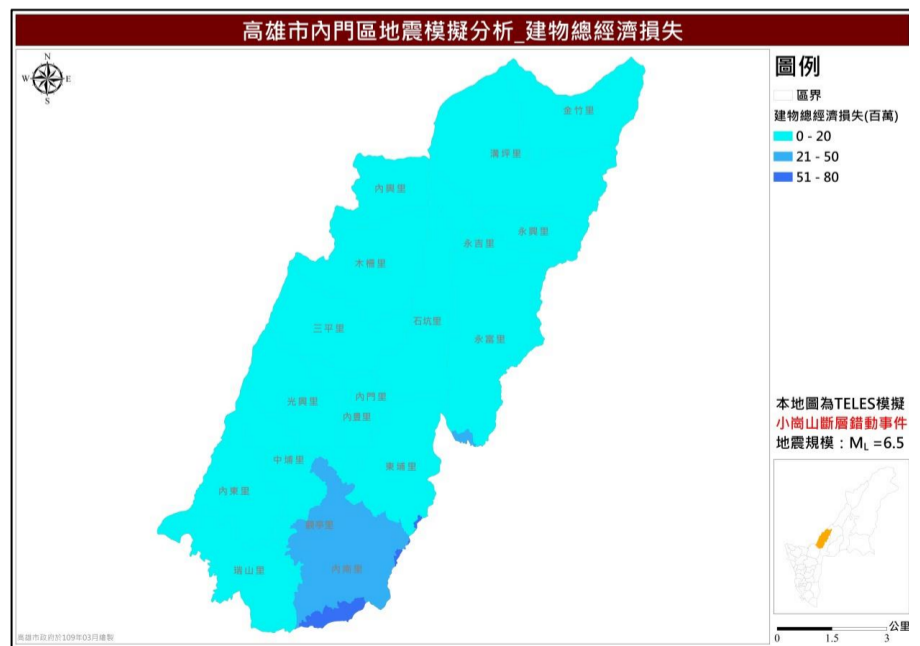 高雄市內門區地震模擬分析_建物總經濟損失
N
W
E
S
圖例
區界
建物總經濟損失(百萬)
0 - 20
21 - 50
51 - 80
金竹里
溝坪里
內興里
永興里
永吉里
木柵里
石坑里
三平里
永富里
內門里
光興里
內豐里
中埔里
東埔里
內東里
觀亭里
瑞山里
內南里
本地圖為TELES模擬
小崗山斷層錯動事件
地震規模：ML =6.5
公里
0 1.5 3
高雄市政府於109年03月繪製